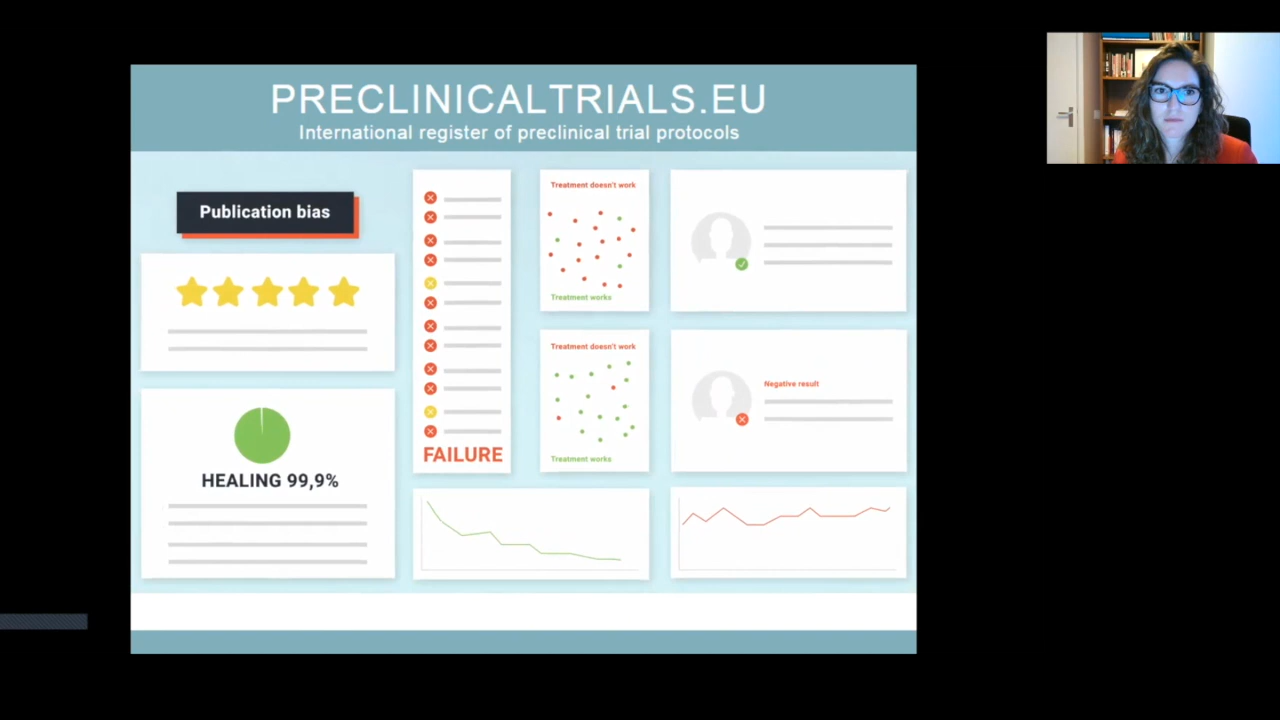 PRECLINICALTRIALS.EU
International register of preclinical trial protocols
Publication bias
HEALING 99,9%
FAILURE
Treatment doesn't work
Treatment works
Treatment doesn't work
Treatment works
Negative result